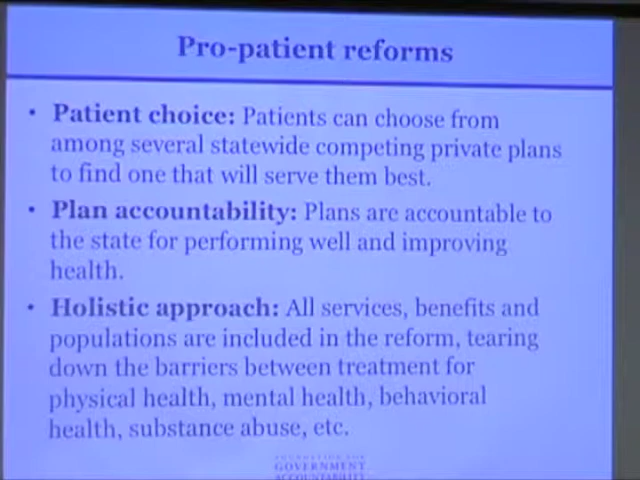 Pro-patient reforms
• Patient choice: Patients can choose from
among several statewide competing private plans
to find one that will serve them best.
• Plan accountability: Plans are accountable to
the state for performing well and improving
health.
• Holistic approach: All services, benefits and
populations are included in the reform, tearing
down the barriers between treatment for
physical health, mental health, behavioral
health, substance abuse, etc.
FOUNDATION FOR
GOVERNMENT
ACCOUNTABILITY